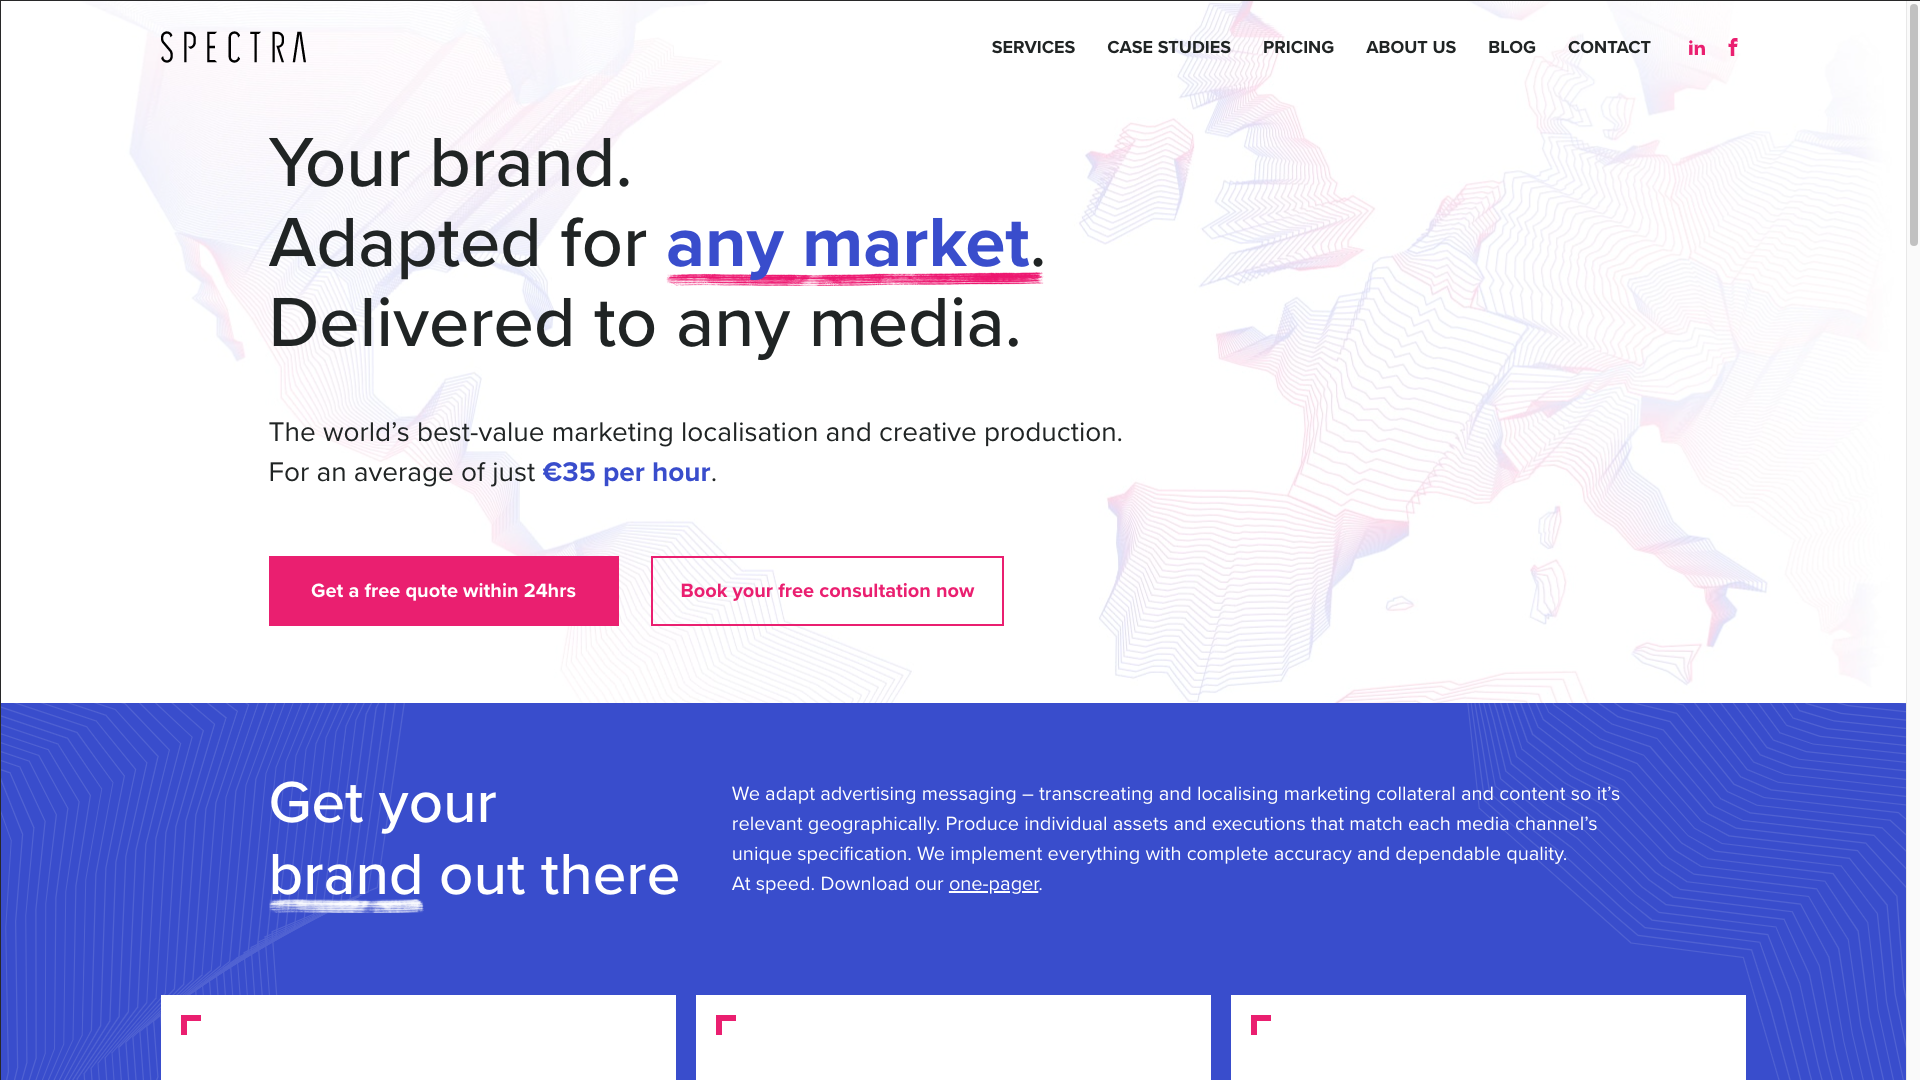 SPECTRA
SERVICES CASE STUDIES PRICING ABOUT US BLOG CONTACT in f
Your brand.
Adapted for any market.
Delivered to any media.
The world’s best-value marketing localisation and creative production.
For an average of just €35 per hour.
Get a free quote within 24hrs
Book your free consultation now
Get your
brand out there
We adapt advertising messaging – transcreating and localising marketing collateral and content so it’s
relevant geographically. Produce individual assets and executions that match each media channel’s
unique specification. We implement everything with complete accuracy and dependable quality.
At speed. Download our one-pager.